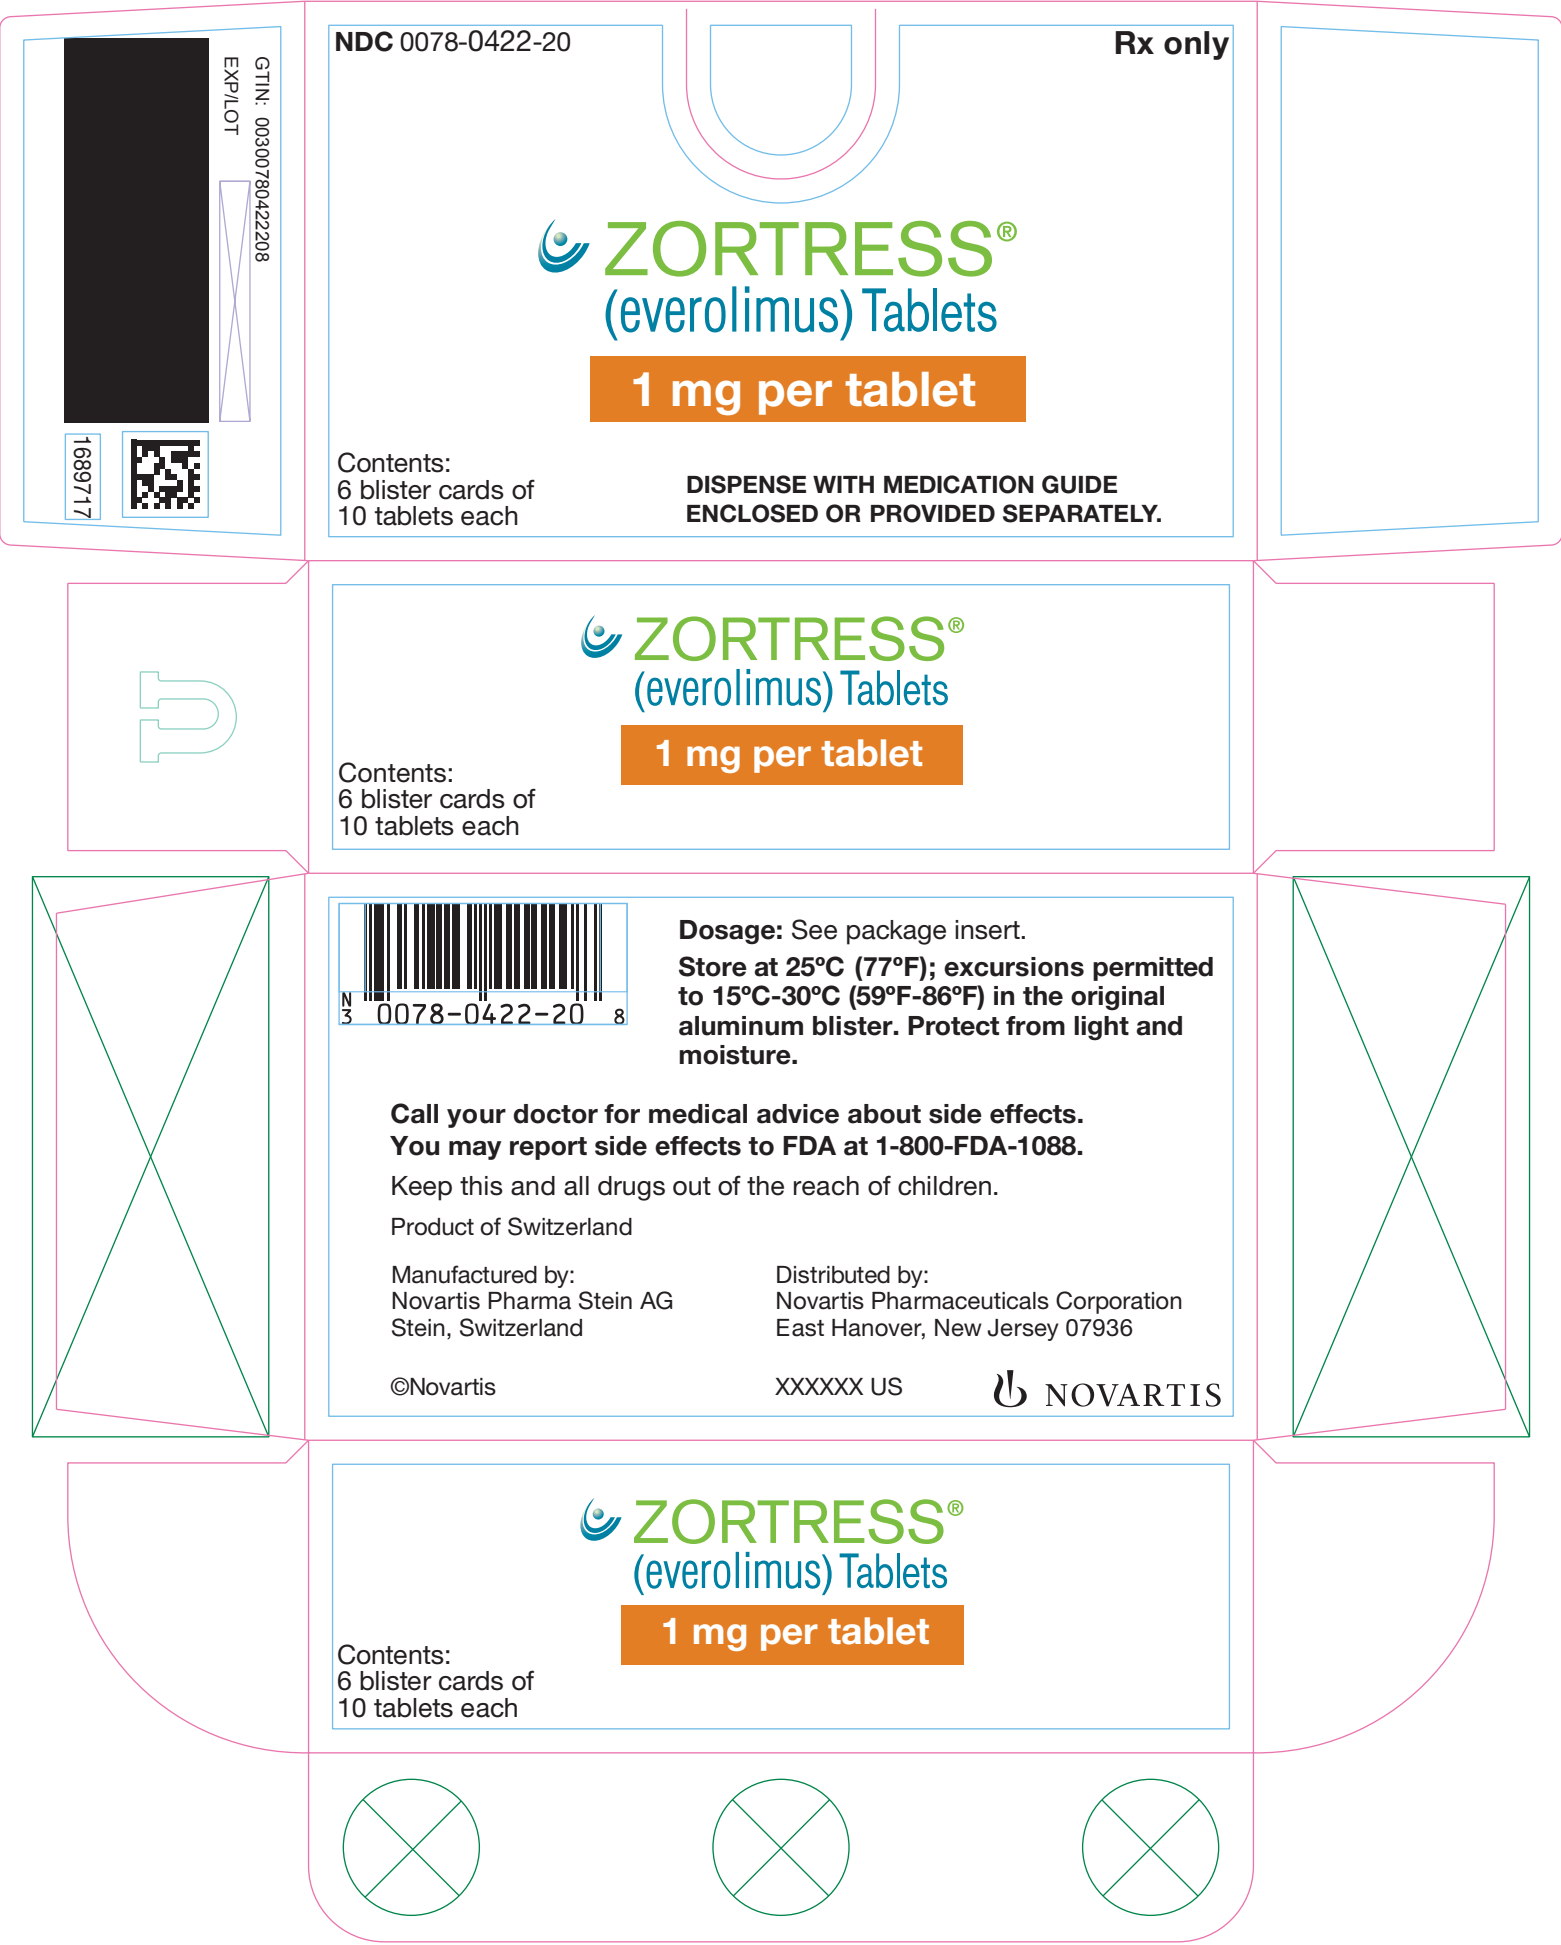 GTIN: 00300780422208
EXP/LOT
1689717
NDC 0078-0422-20
Rx only
ZORTRESS®
(everolimus) Tablets
1 mg per tablet
Contents:
6 blister cards of
10 tablets each
DISPENSE WITH MEDICATION GUIDE
ENCLOSED OR PROVIDED SEPARATELY.
ZORTRESS®
(everolimus) Tablets
1 mg per tablet
Contents:
6 blister cards of
10 tablets each
N
3 0078-0422-20 8
Dosage: See package insert.
Store at 25ºC (77ºF); excursions permitted
to 15ºC-30ºC (59ºF-86ºF) in the original
aluminum blister. Protect from light and
moisture.
Call your doctor for medical advice about side effects.
You may report side effects to FDA at 1-800-FDA-1088.
Keep this and all drugs out of the reach of children.
Product of Switzerland
Manufactured by:
Novartis Pharma Stein AG
Stein, Switzerland
Distributed by:
Novartis Pharmaceuticals Corporation
East Hanover, New Jersey 07936
©Novartis
XXXXXX US
NOVARTIS
ZORTRESS®
(everolimus) Tablets
1 mg per tablet
Contents:
6 blister cards of
10 tablets each